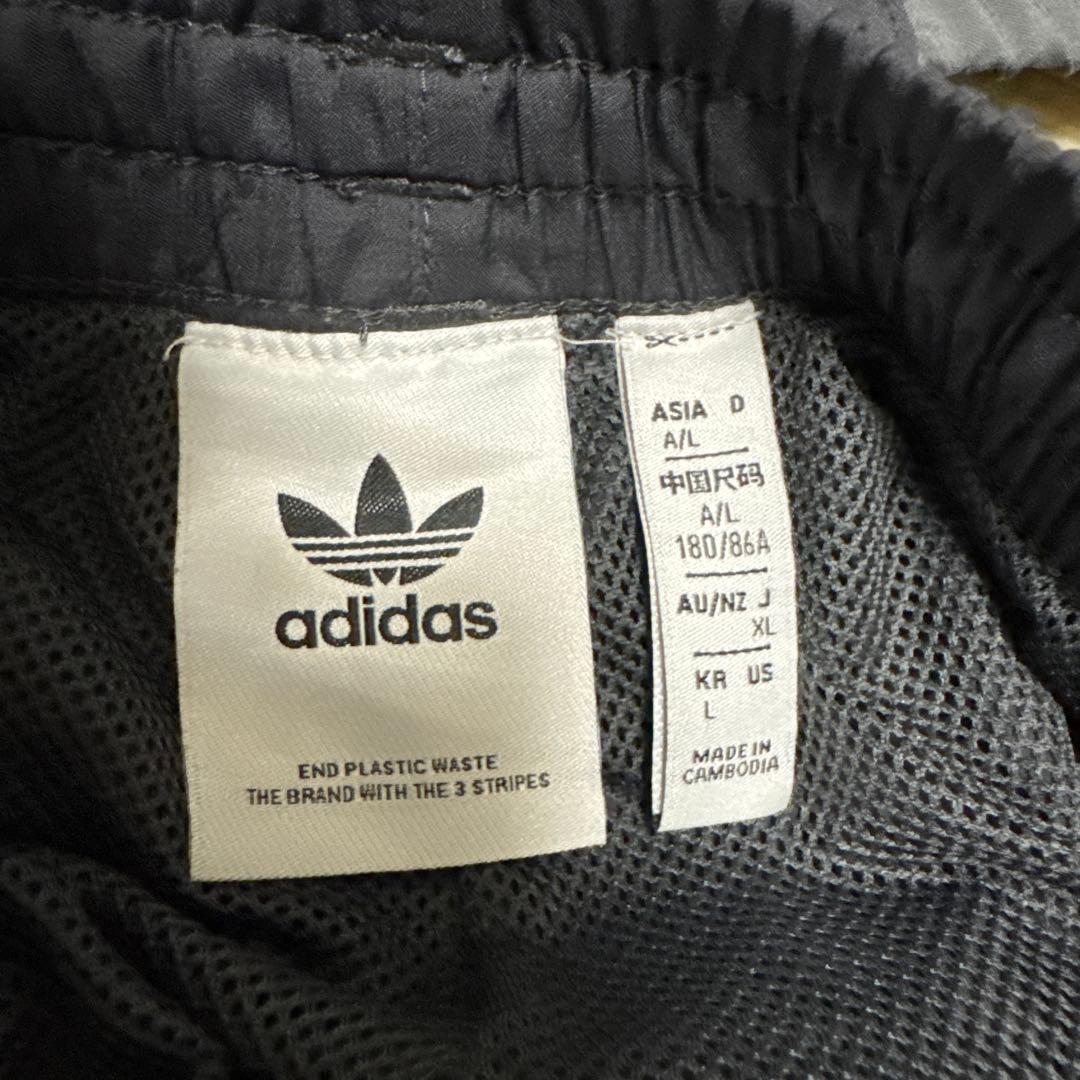 adidas
END PLASTIC WASTE
THE BRAND WITH THE 3 STRIPES
ASIA D
A/L
中国尺码
A/L
180/86A
AU/NZ J
XL
KR US
L
MADE IN
CAMBODIA